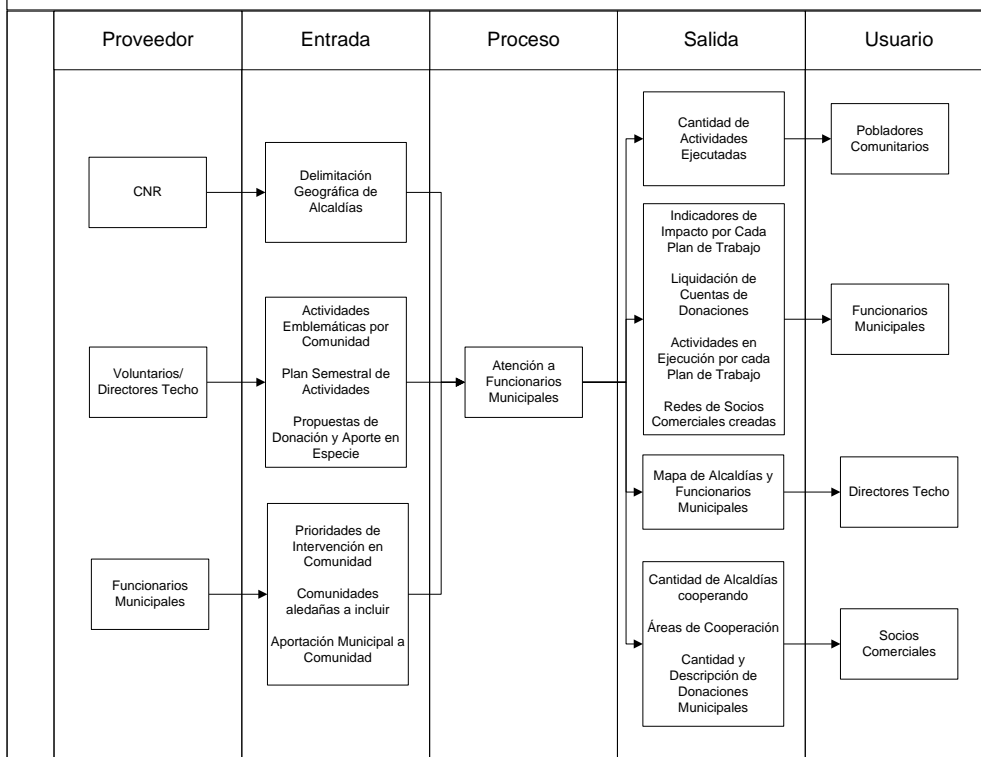 Proveedor
Entrada
Proceso
Salida
Usuario
CNR
Voluntarios/
Directores Techo
Funcionarios
Municipales
Delimitación
Geográfica de
Alcaldías
Actividades
Emblemáticas por
Comunidad
Plan Semestral de
Actividades
Propuestas de
Donación y Aporte en
Especie
Prioridades de
Intervención en
Comunidad
Comunidades
aledañas a incluir
Aportación Municipal a
Comunidad
Atención a
Funcionarios
Municipales
Cantidad de
Actividades
Ejecutadas
Indicadores de
Impacto por Cada
Plan de Trabajo
Liquidación de
Cuentas de
Donaciones
Actividades en
Ejecución por cada
Plan de Trabajo
Redes de Socios
Comerciales creadas
Mapa de Alcaldías y
Funcionarios
Municipales
Cantidad de Alcaldías
cooperando
Áreas de Cooperación
Cantidad y
Descripción de
Donaciones
Municipales
Pobladores
Comunitarios
Funcionarios
Municipales
Directores Techo
Socios
Comerciales